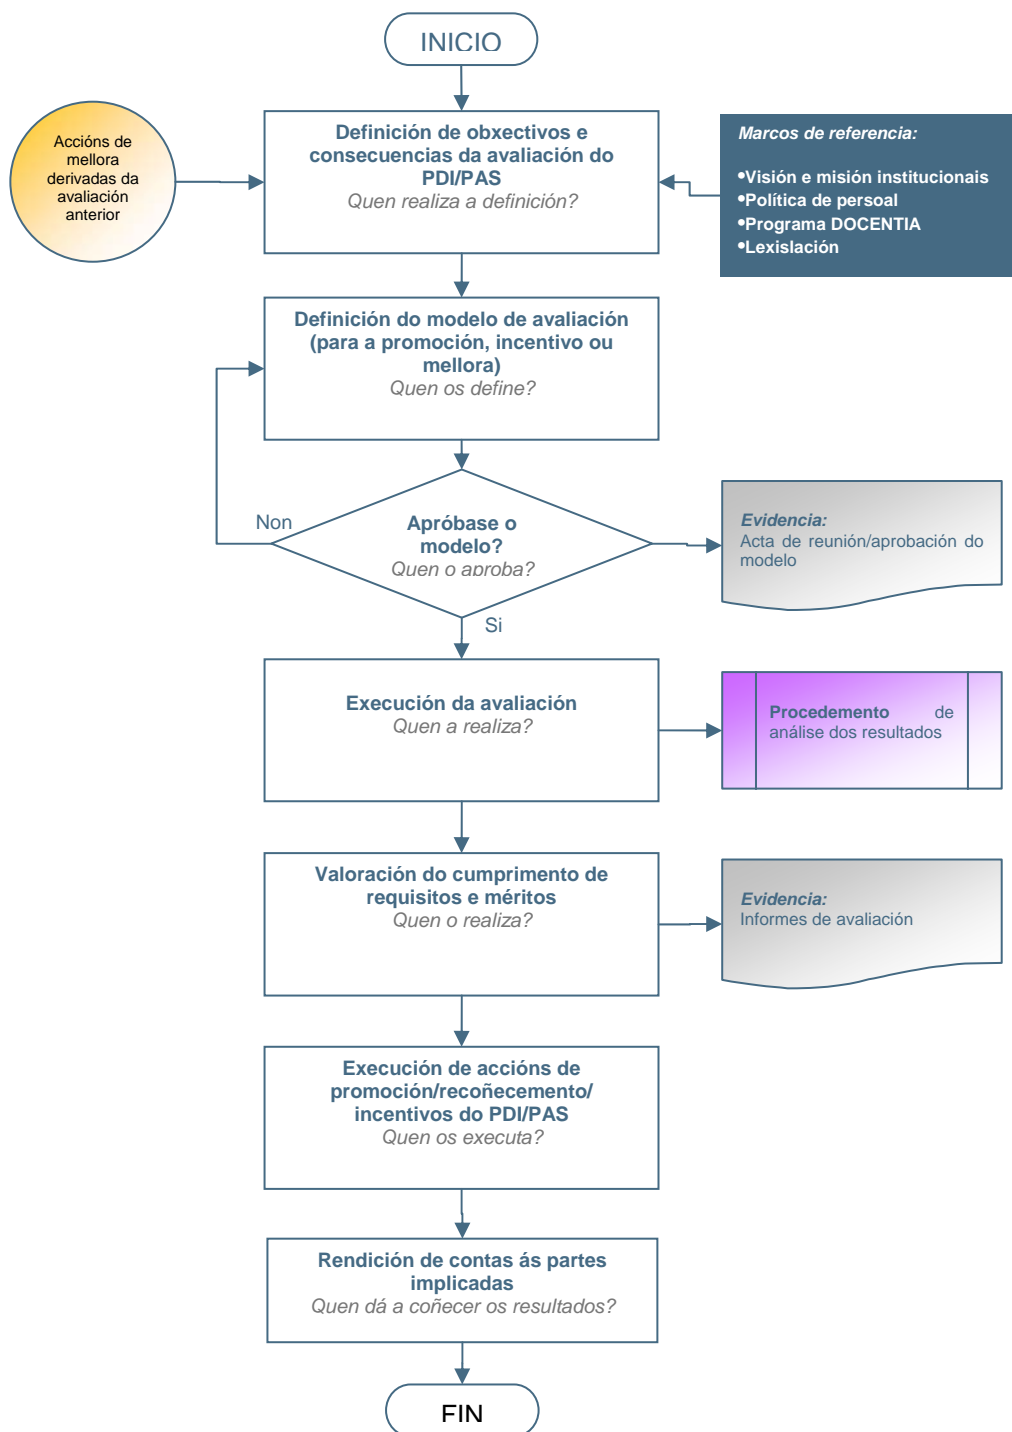 INICIO
Accións de
mellora
derivadas da
avaliación
anterior
Definición de obxectivos e
consecuencias da avaliación do
PDI/PAS
Quen realiza a definición?
Marcos de referencia:
•Visión e misión institucionais
•Política de persoal
•Programa DOCENTIA
•Lexislación
Definición do modelo de avaliación
(para a promoción, incentivo ou
mellora)
Quen os define?
Non
Apróbase o
modelo?
Quen o aproba?
Evidencia:
Acta de reunión/aprobación do
modelo
Si
Execución da avaliación
Quen a realiza?
Procedemento de
análise dos resultados
Valoración do cumprimento de
requisitos e méritos
Quen o realiza?
Evidencia:
Informes de avaliación
Execución de accións de
promoción/recoñecemento/
incentivos do PDI/PAS
Quen os executa?
Rendición de contas ás partes
implicadas
Quen dá a coñecer os resultados?
FIN